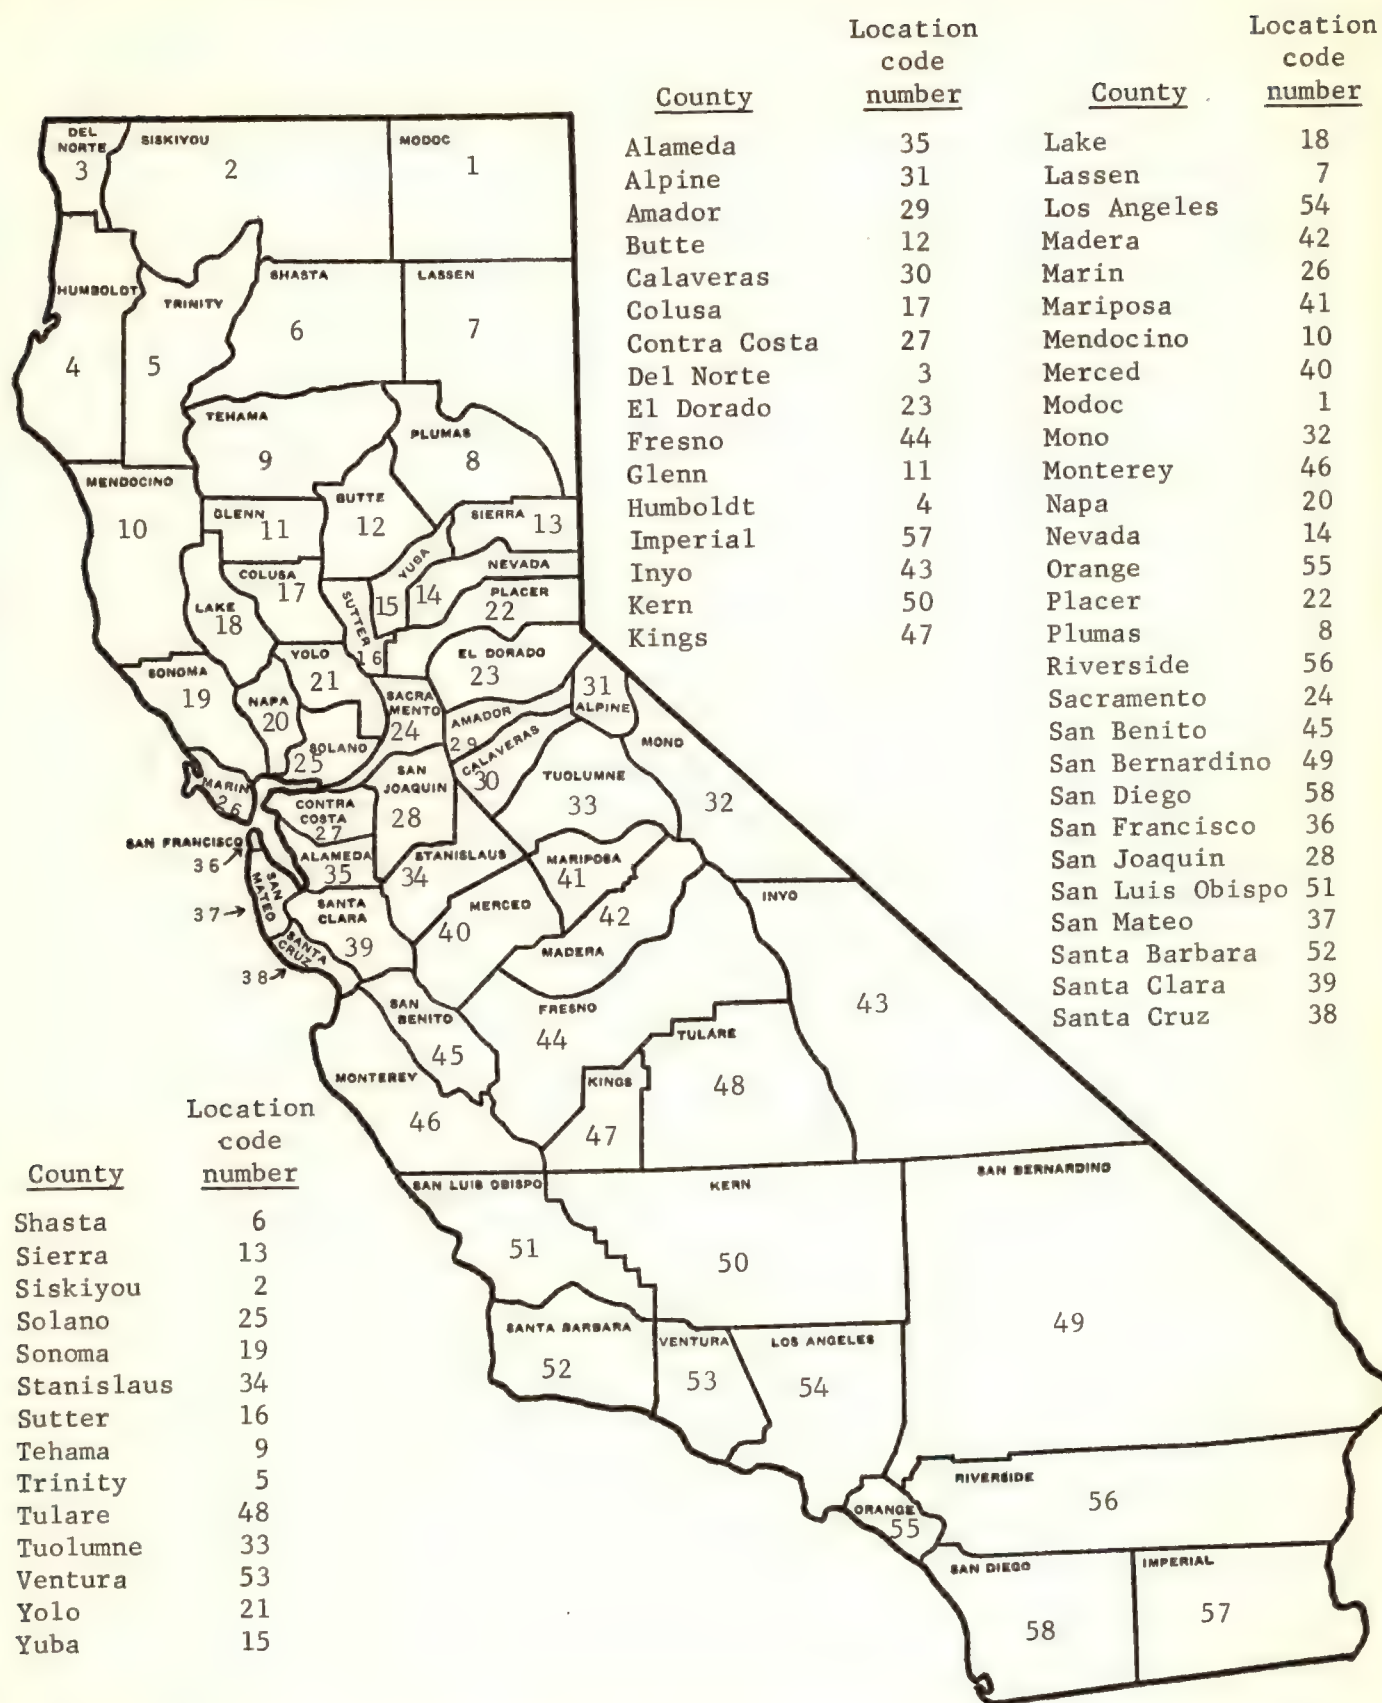 Location
code
County number
Alameda 35
Alpine 31
Amador 29
Butte 12
Calaveras 30
Colusa 17
Contra Costa 27
Del Norte 3
El Dorado 23
Fresno 44
Glenn 11
Humboldt 4
Imperial 57
Inyo 43
Kern 50
Kings 47
Location
code
County number
Lake 18
Lassen 7
Los Angeles 54
Madera 42
Marin 26
Mariposa 41
Mendocino 10
Merced 40
Modoc 1
Mono 32
Monterey 46
Napa 20
Nevada 14
Orange 55
Placer 22
Plumas 8
Riverside 56
Sacramento 24
San Benito 45
San Bernardino 49
San Diego 58
San Francisco 36
San Joaquin 28
San Luis Obispo 51
San Mateo 37
Santa Barbara 52
Santa Clara 39
Santa Cruz 38
Location
code
County number
Shasta 6
Sierra 13
Siskiyou 2
Solano 25
Sonoma 19
Stanislaus 34
Sutter 16
Tehama 9
Trinity 5
Tulare 48
Tuolumne 33
Ventura 53
Yolo 21
Yuba 15
DEL
NORTE
3
SISKIYOU
2
MODOC
1
HUMBOLDT
4
TRINITY
5
SHASTA
6
LASSEN
7
TEHAMA
9
PLUMAS
8
MENDOCINO
10
GLENN
11
BUTTE
12
SIERRA 13
YUBA
15
NEVADA
14
COLUSA
17
LAKE
18
SUTTER
16
PLACER
22
SONOMA
19
NAPA
20
YOLO
21
EL DORADO
23
SACRA
MENTO
24
SOLANO
25
AMADOR
29
31
ALPINE
CALAVERAS
30
MARIN
26
CONTRA
COSTA
27
SAN
JOAQUIN
28
TUOLUMNE
33
MONO
32
SAN FRANCISCO
36
ALAMEDA
35
STANISLAUS
34
MARIPOSA
41
SAN
MATEO
37
SANTA
CLARA
39
MERCED
40
42
MADERA
INYO
43
SANTA
CRUZ
38
SAN
BENITO
45
FRESNO
44
TULARE
48
MONTEREY
46
KINGS
47
SAN LUIS OBISPO
51
KERN
50
SAN BERNARDINO
49
SANTA BARBARA
52
VENTURA
53
LOS ANGELES
54
ORANGE
55
RIVERSIDE
56
SAN DIEGO
58
IMPERIAL
57